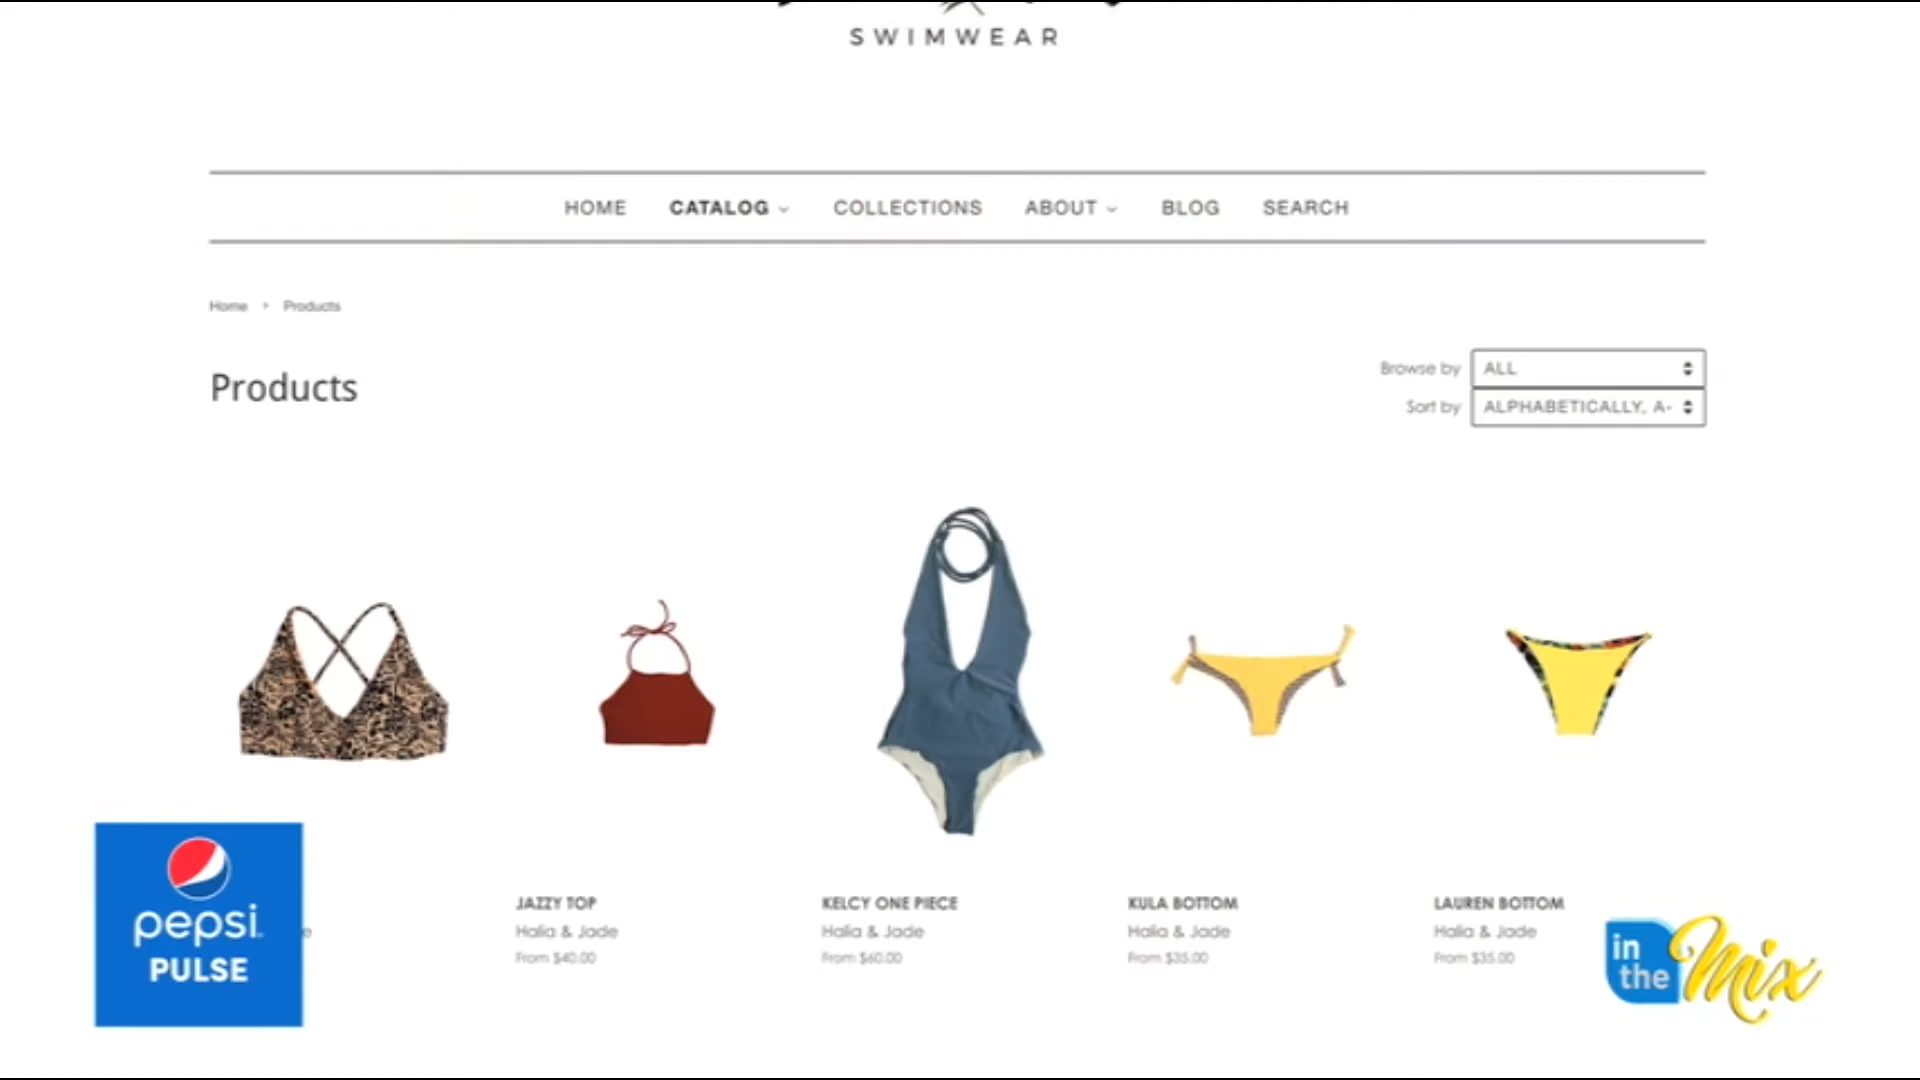 SWIMWEAR
HOME CATALOG COLLECTIONS ABOUT BLOG SEARCH
Home Products
Products
Browse by ALL
Sort by ALPHABETICALLY, A-
JAZZY TOP
Halia & Jade
From $40.00
KELCY ONE PIECE
Halia & Jade
From $60.00
KULA BOTTOM
Halia & Jade
From $35.00
LAUREN BOTTOM
Halia & Jade
From $35.00
pepsi
PULSE
in
the Mix